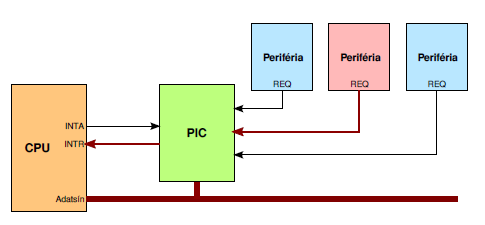 Periféria
Periféria
Periféria
REQ
REQ
REQ
INTA
PIC
INTR
CPU
Adatsín